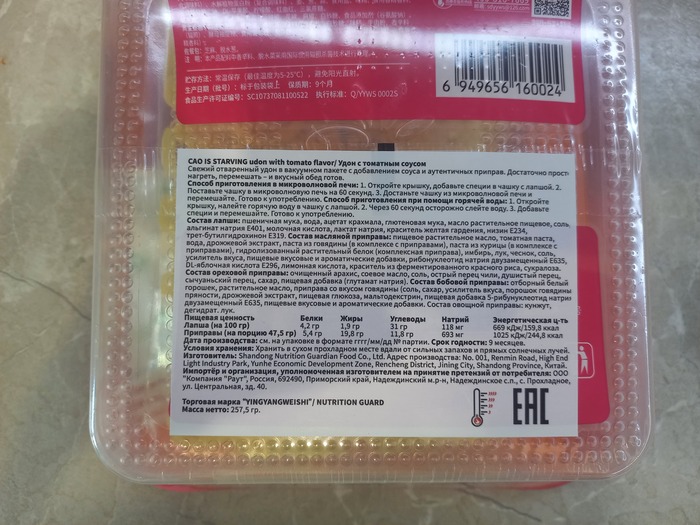 贮存方法：常温保存（最佳温度为5-25℃），避免阳光直射。
生产日期（批号）：标于包装袋上 保质期：9个月
食品生产许可证编号：SC10737081100522 执行标准：Q/YYWS 0002S
6 949656 160024
CAO IS STARVING udon with tomato flavor/ Удон с томатным соусом
Свежий отварной удон в вакуумном пакете с добавлением соуса и аутентичных приправ. Достаточно прост
нагреть, перемешать – и вкусный обед готов.
Способ приготовления в микроволновой печи: 1. Откройте крышку, добавьте специи в чашку с лапшой. 2.
Поставьте чашку в микроволновую печь на 60 секунд. 3. Достаньте чашку из микроволновой печи и
перемешайте. Готово к употреблению. Способ приготовления при помощи горячей воды: 1. Откройте
крышку, налейте горячую воду в чашку с лапшой. 2. Через 60 секунд осторожно слейте воду. 3. Добавьте
специи и перемешайте. Готово к употреблению.
Состав лапши: пшеничная мука, вода, ацетат крахмала, глютеновая мука, масло растительное пищевое, соль,
альгинат натрия E401, молочная кислота, лактат натрия, краситель желтая гардения, низин E234,
трет-бутилгидрохинон E319. Состав масляной приправы: пищевое растительное масло, томатная паста,
вода, дрожжевой экстракт, паста из говядины (в комплексе с приправами), паста из курицы (в комплексе с
приправами), гидролизованный растительный белок (комплексная приправа), имбирь, лук, чеснок, соль,
усилитель вкуса, пищевые вкусовые и ароматические добавки, рибонуклеотид натрия двузамещенный E635,
DL-яблочная кислота E296, лимонная кислота, краситель из ферментированного красного риса, сукралоза.
Состав ореховой приправы: очищенный арахис, соевое масло, соль, острый перец чили, душистый перец,
сычуаньский перец, сахар, пищевая добавка (глутамат натрия). Состав бобовой приправы: отборный белый
горошек, растительное масло, приправа со вкусом говядины (соль, сахар, усилитель вкуса, порошок говядины
пряности, дрожжевой экстракт, пищевая глюкоза, мальтодекстрин, пищевая добавка 5-рибонуклеотид натрия
двузамещенный E635, пищевые вкусовые и ароматические добавки). Состав овощной приправы: кунжут,
дегидрат. лук.
Пищевая ценность Белки Жиры Углеводы Натрий Энергетическая ц-ть
Лапша (на 100 гр) 4,2 гр 1,9 гр 31 гр 118 мг 669 кДж/159,8 ккал
Приправы (на порцию 47,5 гр) 5,4 гр 19,8 гр 11,8 гр 693 мг 1025 кДж/244,8 ккал
Дата производства: см. на упаковке в формате гггг/мм/дд № партии. Срок годности: 9 месяцев.
Условия хранения: Хранить в сухом прохладном месте вдали от сильных запахов и прямых солнечных лучей.
Изготовитель: Shandong Nutrition Guardian Food Co., Ltd. Адрес производства: No. 001, Renmin Road, High End
Light Industry Park, Yunhe Economic Development Zone, Rencheng District, Jining City, Shandong Province, Китай.
Импортёр и организация, уполномоченная изготовителем на принятие претензий от потребителя: ООО
"Компания "Раут", Россия, 692490, Приморский край, Надеждинский м.р-н, Надеждинское с.п., с. Прохладное,
ул. Центральная, зд. 40.
Торговая марка "YINGYANGWEISHI"/ NUTRITION GUARD
Масса нетто: 257,5 гр.
EAC